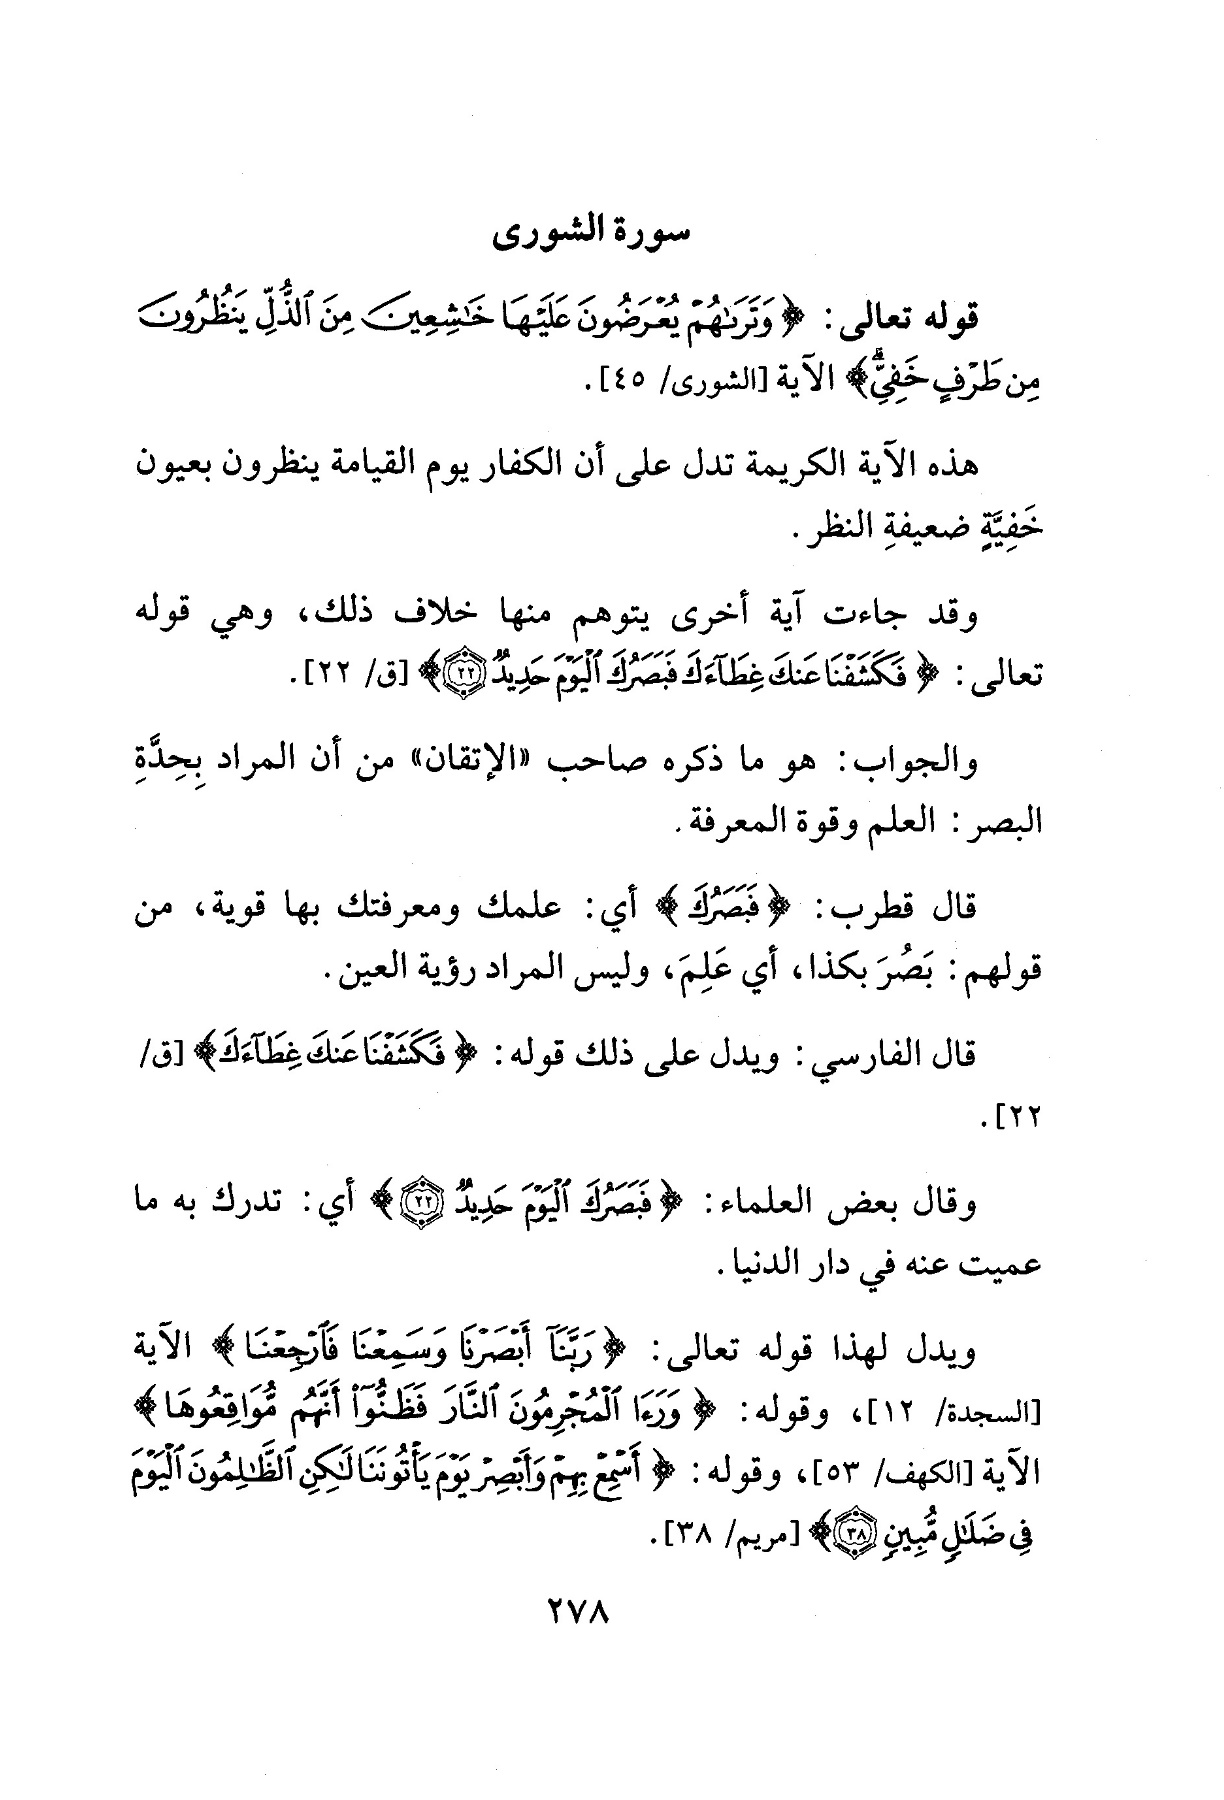 سورة الشورى
قوله تعالى: ﴿وَتَرَىٰهُمۡ يُعۡرَضُونَ عَلَيۡهَا خَٰشِعِينَ مِنَ ٱلذُّلِّ يَنظُرُونَ
مِن طَرۡفٍ خَفِيّٖۗ﴾ الآية [الشورى/ ٤٥].
هذه الآية الكريمة تدل على أن الكفار يوم القيامة ينظرون بعيون
خَفِيَّةٍ ضعيفةِ النظر.
وقد جاءت آية أخرى يتوهم منها خلاف ذلك، وهي قوله
تعالى: ﴿فَكَشَفۡنَا عَنكَ غِطَآءَكَ فَبَصَرُكَ ٱلۡيَوۡمَ حَدِيدٞ ٢٢﴾ [ق/ ٢٢].
والجواب: هو ما ذكره صاحب «الإتقان» من أن المراد بِحِدَّةِ
البصر: العلم وقوة المعرفة.
قال قطرب: ﴿فَبَصَرُكَ﴾ أي: علمك ومعرفتك بها قوية، من
قولهم: بَصُرَ بكذا، أي عَلِمَ، وليس المراد رؤية العين.
قال الفارسي: ويدل على ذلك قوله: ﴿فَكَشَفۡنَا عَنكَ غِطَآءَكَ﴾ [ق/
٢٢].
وقال بعض العلماء: ﴿فَبَصَرُكَ ٱلۡيَوۡمَ حَدِيدٞ ٢٢﴾ أي: تدرك به ما
عميت عنه في دار الدنيا.
ويدل لهذا قوله تعالى: ﴿رَبَّنَآ أَبۡصَرۡنَا وَسَمِعۡنَا فَٱرۡجِعۡنَا﴾ الآية
[السجدة/ ١٢]، وقوله: ﴿وَرَءَا ٱلۡمُجۡرِمُونَ ٱلنَّارَ فَظَنُّوٓاْ أَنَّهُم مُّوَاقِعُوهَا﴾
الآية [الكهف/ ٥٣]، وقوله: ﴿أَسۡمِعۡ بِهِمۡ وَأَبۡصِرۡ يَوۡمَ يَأۡتُونَنَا لَٰكِنِ ٱلظَّٰلِمُونَ ٱلۡيَوۡمَ
فِي ضَلَٰلٖ مُّبِينٖ ٣٨﴾ [مريم/ ٣٨].
٢٧٨